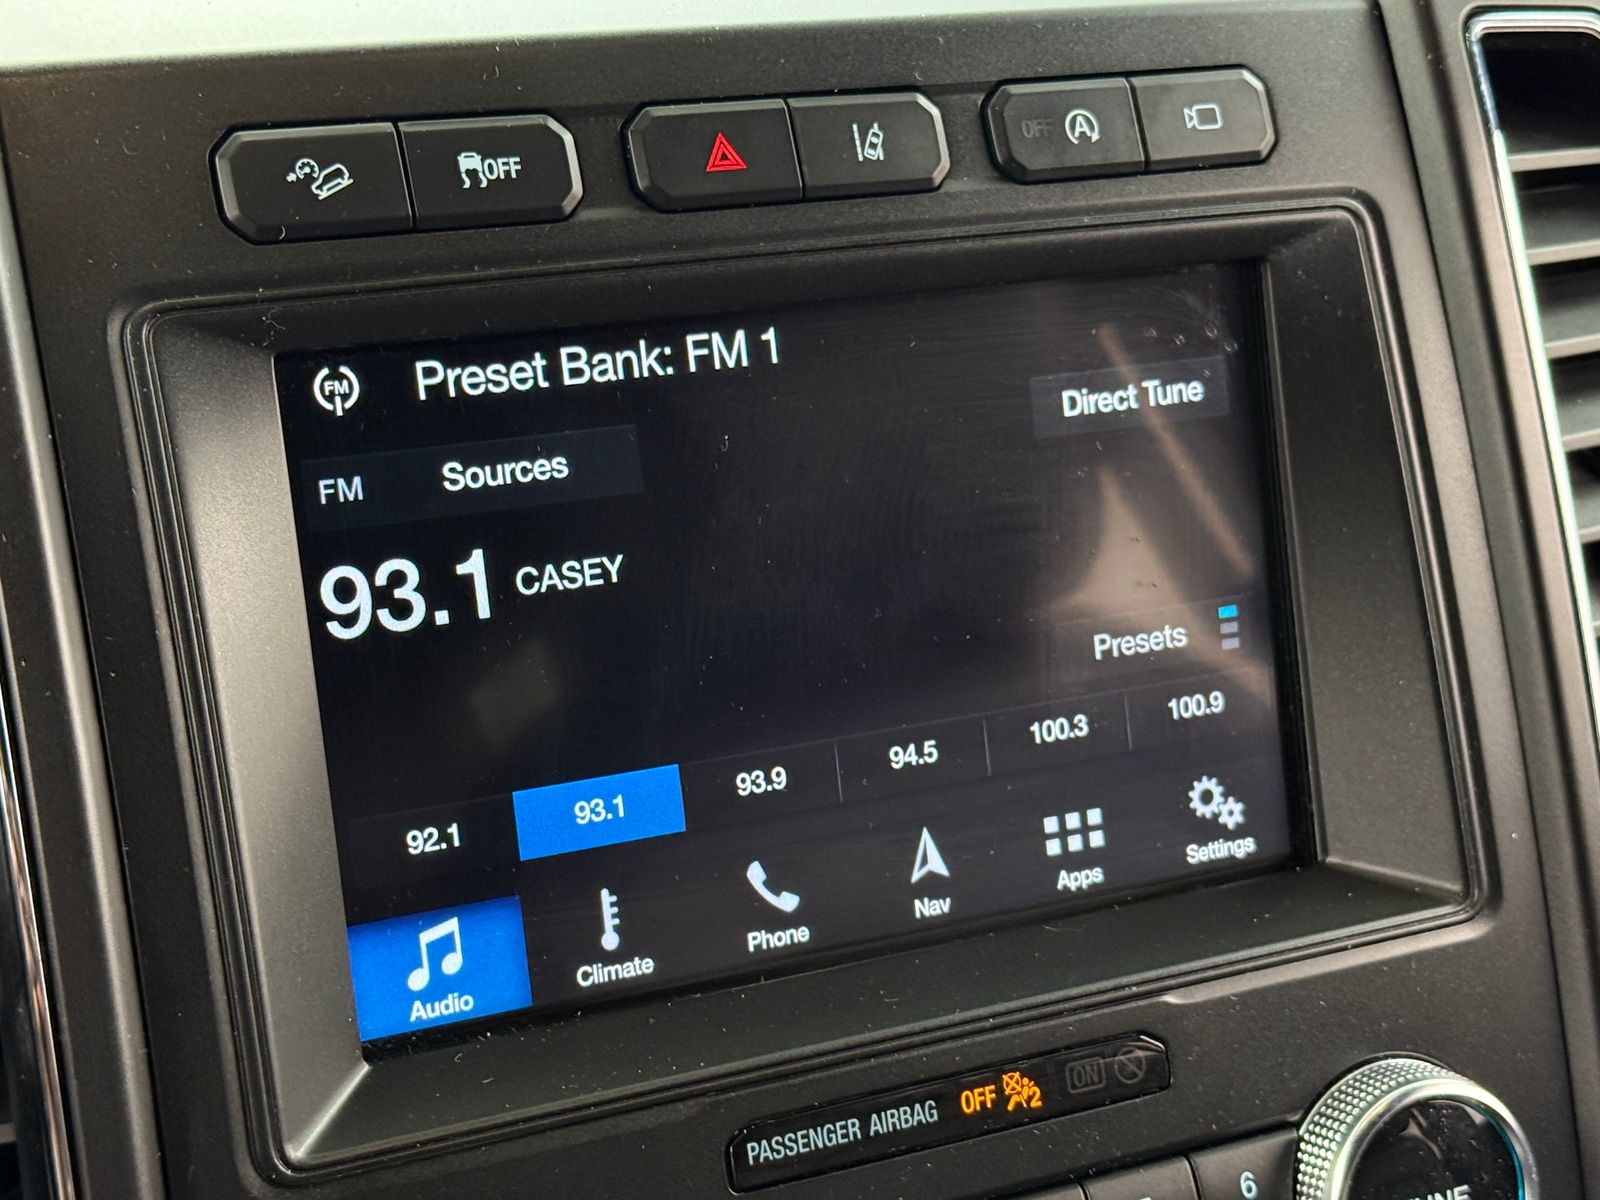 OFF
OFF A
FM Preset Bank: FM 1
Direct Tune
FM Sources
93.1 CASEY
Presets
92.1 93.1 93.9 94.5 100.3 100.9
Audio Climate Phone Nav Apps Settings
PASSENGER AIRBAG OFF 2 ON
6